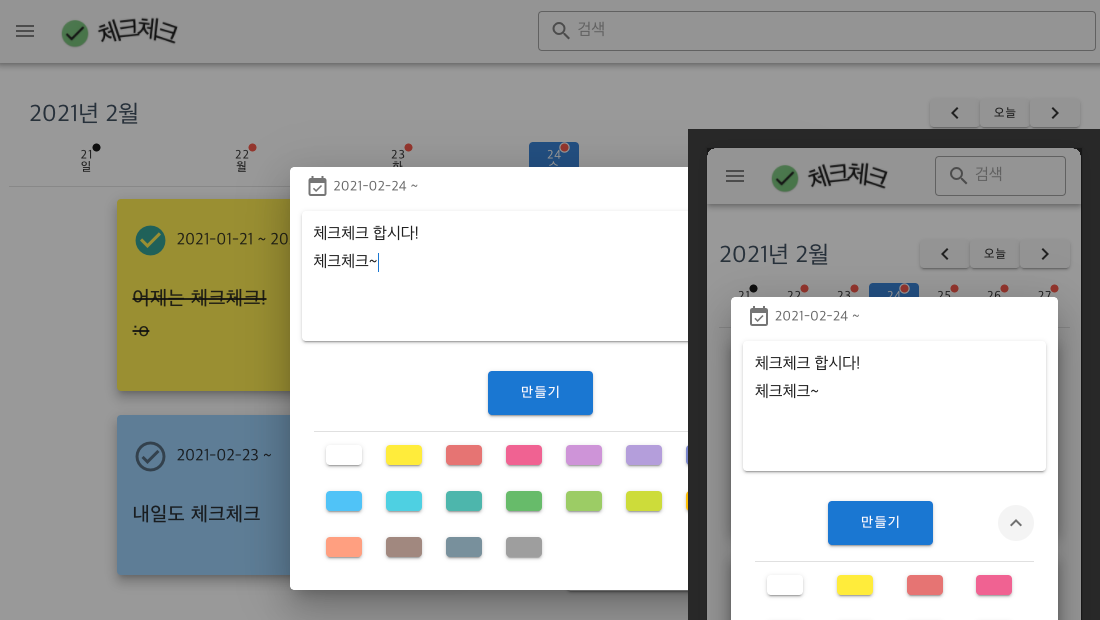 체크체크
검색
2021년 2월
오늘
21
일
22
월
23
화
24
수
2021-01-21 ~ 20
어제는 체크체크!
:o
2021-02-23 ~
내일도 체크체크
2021-02-24 ~
체크체크 합시다!
체크체크~
만들기
체크체크
검색
2021년 2월
오늘
21
22
23
24
25
26
27
2021-02-24 ~
체크체크 합시다!
체크체크~
만들기